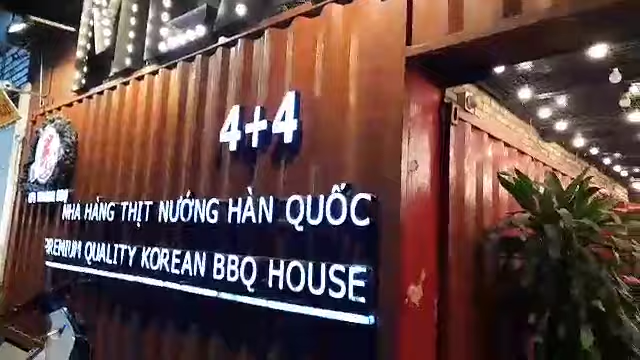 4+4
NHÀ HÀNG THỊT NƯỚNG HÀN QUỐC
PREMIUM QUALITY KOREAN BBQ HOUSE